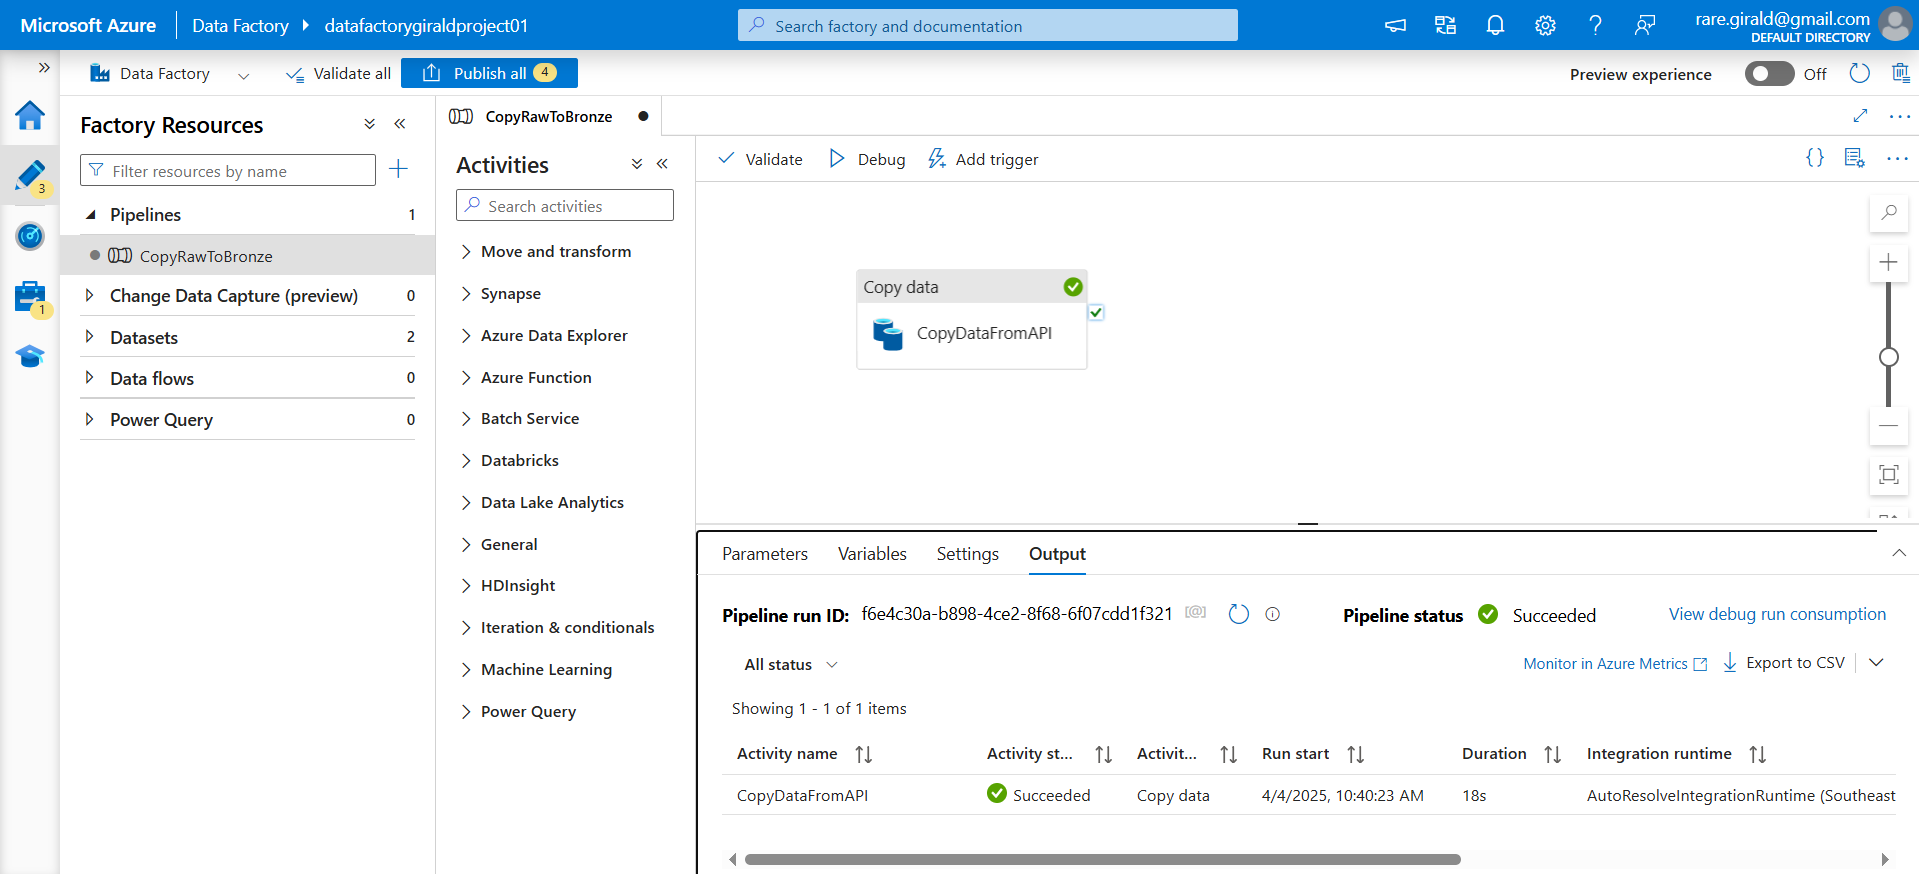 Microsoft Azure
Data Factory
datafactorygiraldproject01
Search factory and documentation
rare.girald@gmail.com
DEFAULT DIRECTORY
Data Factory
Validate all
Publish all
4
Preview experience
Off
3
1
Factory Resources
Filter resources by name
Pipelines 1
CopyRawToBronze
Change Data Capture (preview) 0
Datasets 2
Data flows 0
Power Query 0
CopyRawToBronze
Activities
Search activities
Move and transform
Synapse
Azure Data Explorer
Azure Function
Batch Service
Databricks
Data Lake Analytics
General
HDInsight
Iteration & conditionals
Machine Learning
Power Query
Validate
Debug
Add trigger
Copy data
CopyDataFromAPI
Parameters
Variables
Settings
Output
Pipeline run ID: f6e4c30a-b898-4ce2-8f68-6f07cdd1f321
Pipeline status
Succeeded
View debug run consumption
All status
Monitor in Azure Metrics
Export to CSV
Showing 1 - 1 of 1 items
Activity name Activity st... Activit... Run start Duration Integration runtime
CopyDataFromAPI Succeeded Copy data 4/4/2025, 10:40:23 AM 18s AutoResolveIntegrationRuntime (Southeast